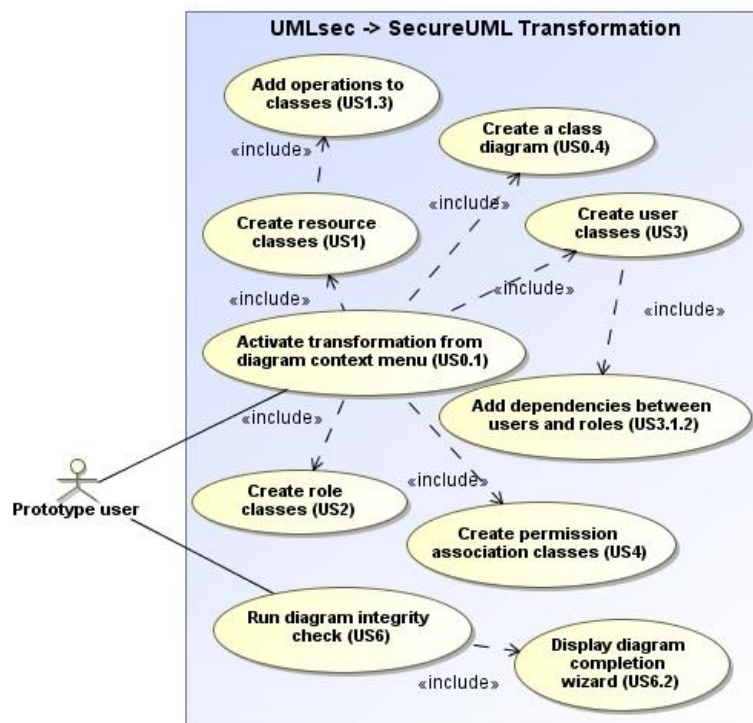 UMLsec -> SecureUML Transformation
Add operations to
classes (US1.3)
«include»
Create a class
diagram (US0.4)
«include»
Create resource
classes (US1)
Create user
classes (US3)
«include»
«include»
«include»
Activate transformation from
diagram context menu (US0.1)
«include»
Add dependencies between
users and roles (US3.1.2)
Prototype user
Create role
classes (US2)
«include»
Create permission
association classes (US4)
Run diagram integrity
check (US6)
«include»
Display diagram
completion
wizard (US6.2)